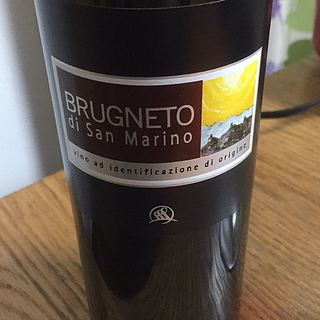 BRUGNETO
di San Marino
vino ad identificazione di origine